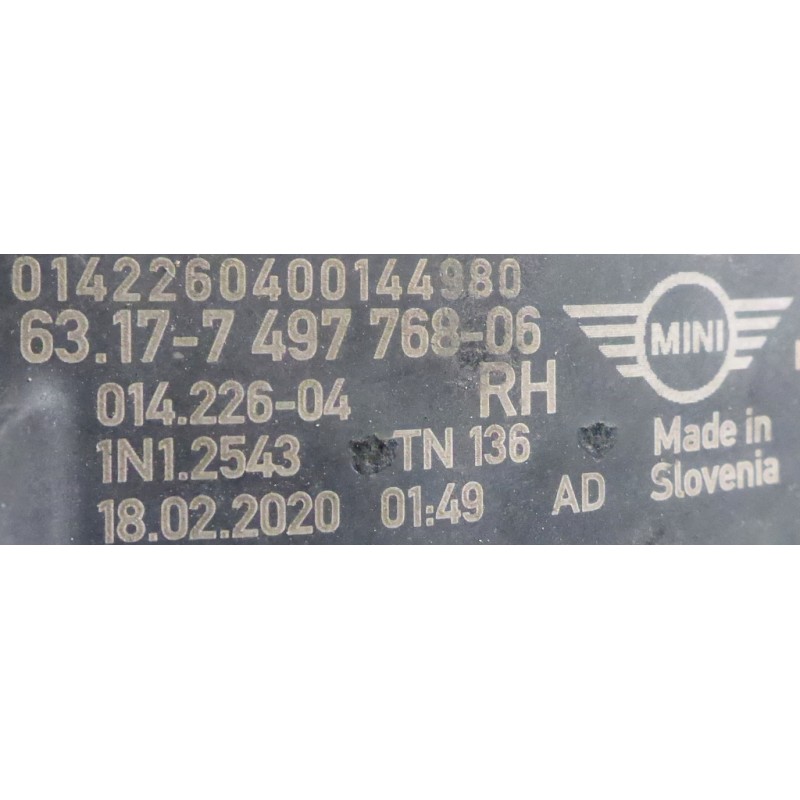 0142260400144980
63.17-7 497 768-06
MINI
014.226-04 RH
1N1.2543 TN 136
Made in
Slovenia
18.02.2020 01:49 AD